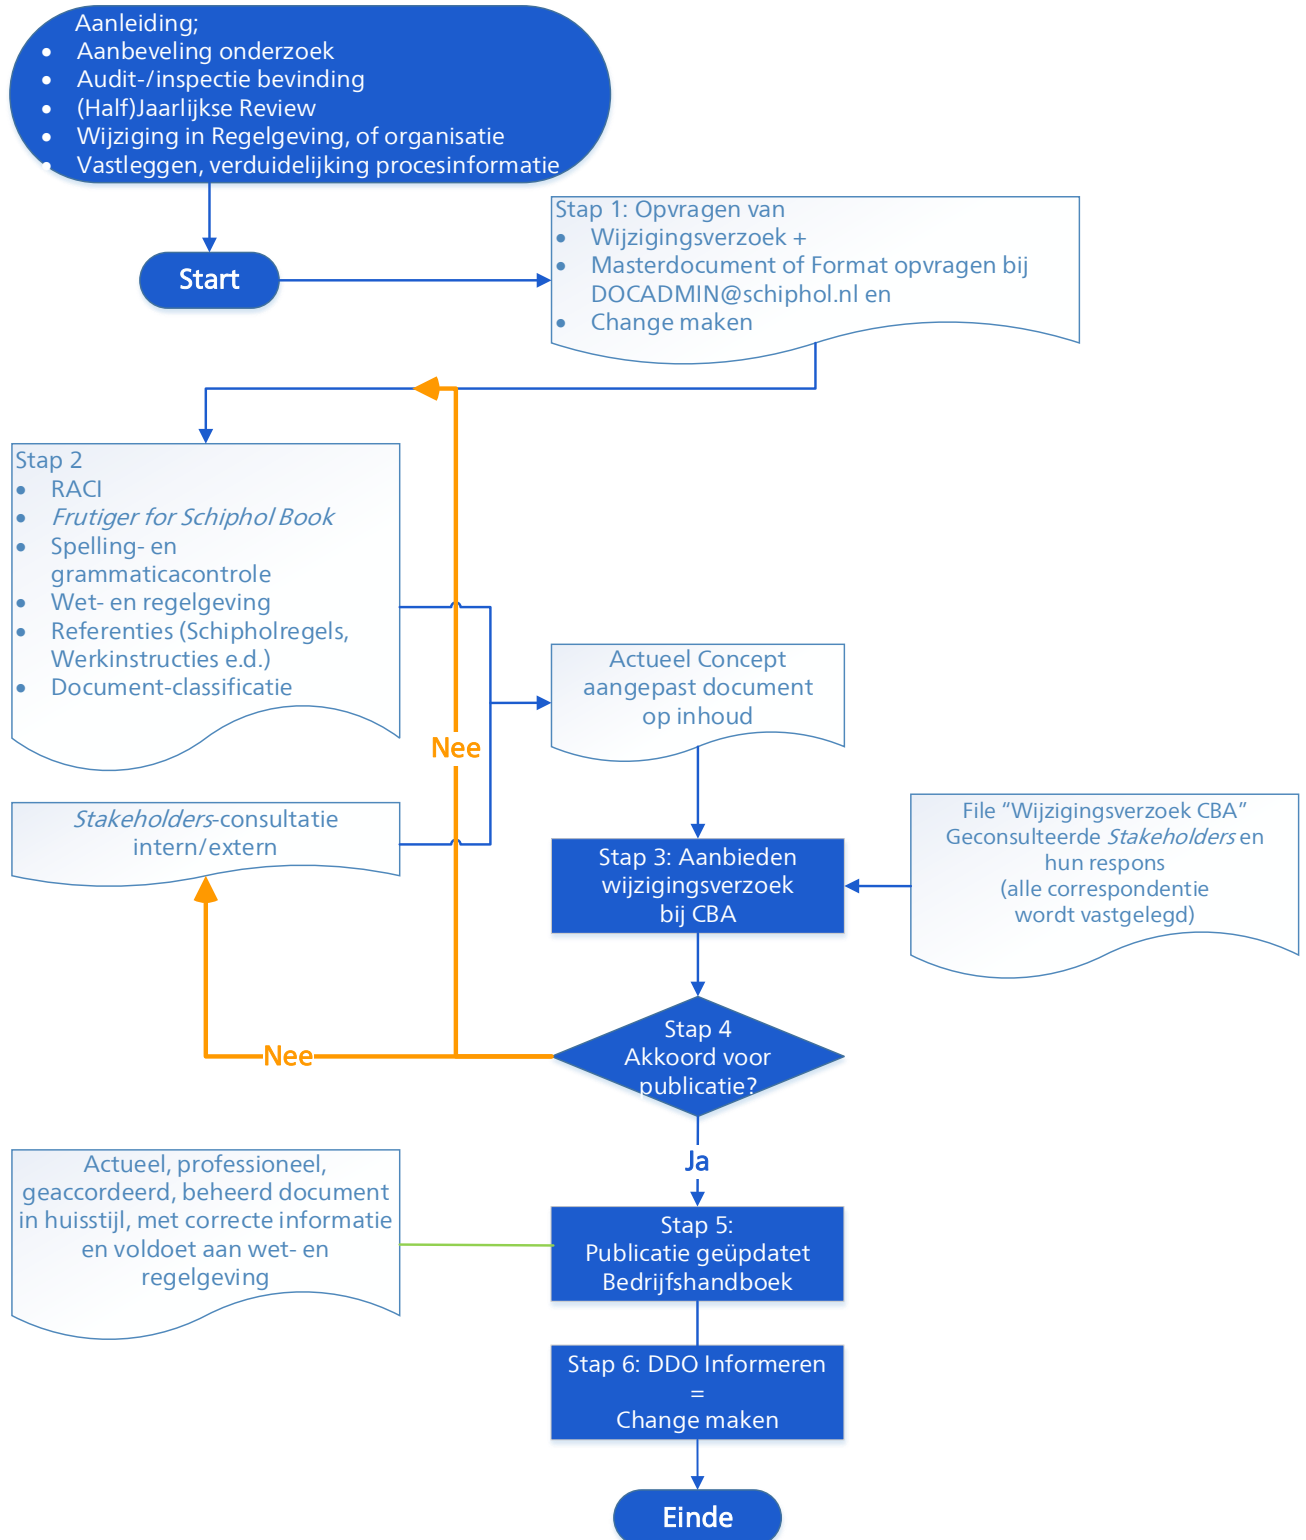 Aanleiding;
• Aanbeveling onderzoek
• Audit-/inspectie bevinding
• (Half)Jaarlijkse Review
• Wijziging in Regelgeving, of organisatie
• Vastleggen, verduidelijking procesinformatie
Start
Stap 1: Opvragen van
• Wijzigingsverzoek +
• Masterdocument of Format opvragen bij
DOCADMIN@schiphol.nl en
• Change maken
Stap 2
• RACI
• Frutiger for Schiphol Book
• Spelling- en
grammaticacontrole
• Wet- en regelgeving
• Referenties (Schipholregels,
Werkinstructies e.d.)
• Document-classificatie
Actueel Concept
aangepast document
op inhoud
Nee
Stakeholders-consultatie
intern/extern
Stap 3: Aanbieden
wijzigingsverzoek
bij CBA
File “Wijzigingsverzoek CBA”
Geconsulteerde Stakeholders en
hun respons
(alle correspondentie
wordt vastgelegd)
Stap 4
Akkoord voor
publicatie?
Nee
Ja
Actueel, professioneel,
geaccordeerd, beheerd document
in huisstijl, met correcte informatie
en voldoet aan wet- en
regelgeving
Stap 5:
Publicatie geüpdatet
Bedrijfshandboek
Stap 6: DDO Informeren
=
Change maken
Einde